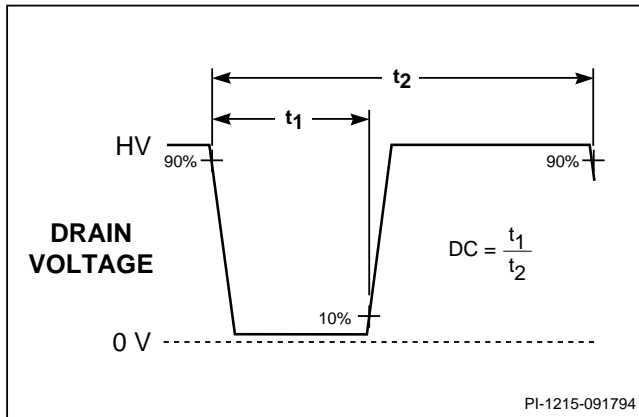 t2
t1
HV
90%
90%
DRAIN
VOLTAGE
DC = t1
t2
10%
0 V
PI-1215-091794